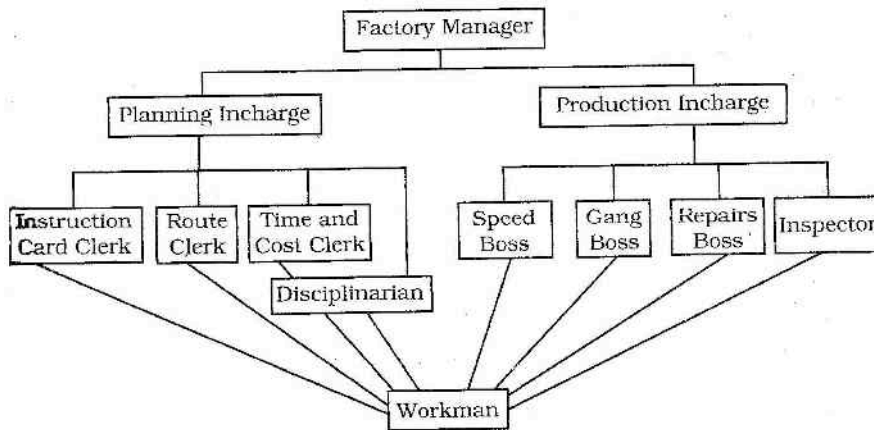 Factory Manager
Planning Incharge
Production Incharge
Instruction
Card Clerk
Route
Clerk
Time and
Cost Clerk
Speed
Boss
Gang
Boss
Repairs
Boss
Inspector
Disciplinarian
Workman